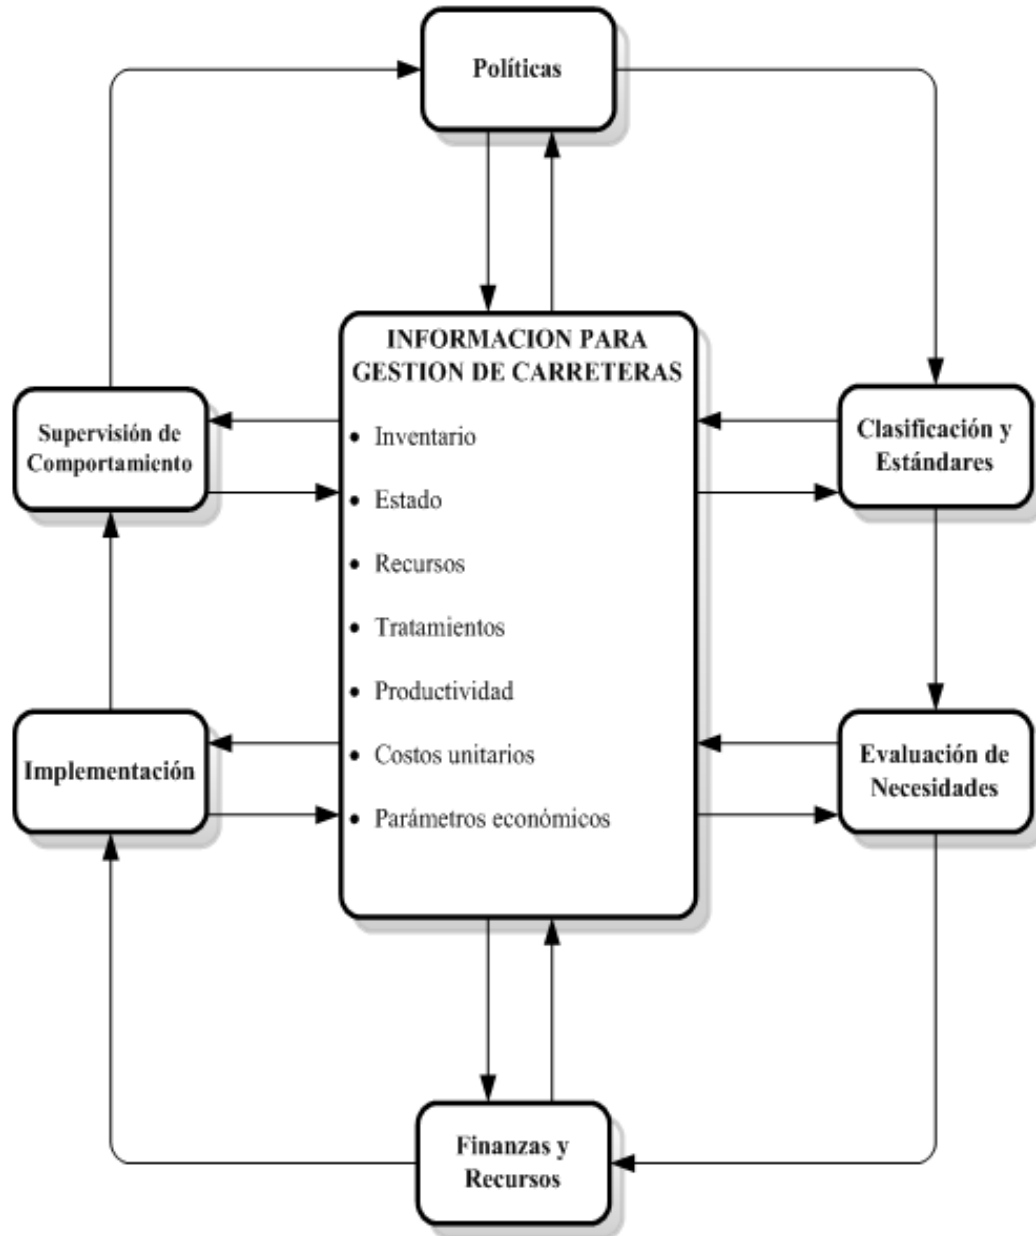 Políticas
INFORMACION PARA
GESTION DE CARRETERAS
• Inventario
• Estado
• Recursos
• Tratamientos
• Productividad
• Costos unitarios
• Parámetros económicos
Supervisión de
Comportamiento
Clasificación y
Estándares
Implementación
Evaluación de
Necesidades
Finanzas y
Recursos